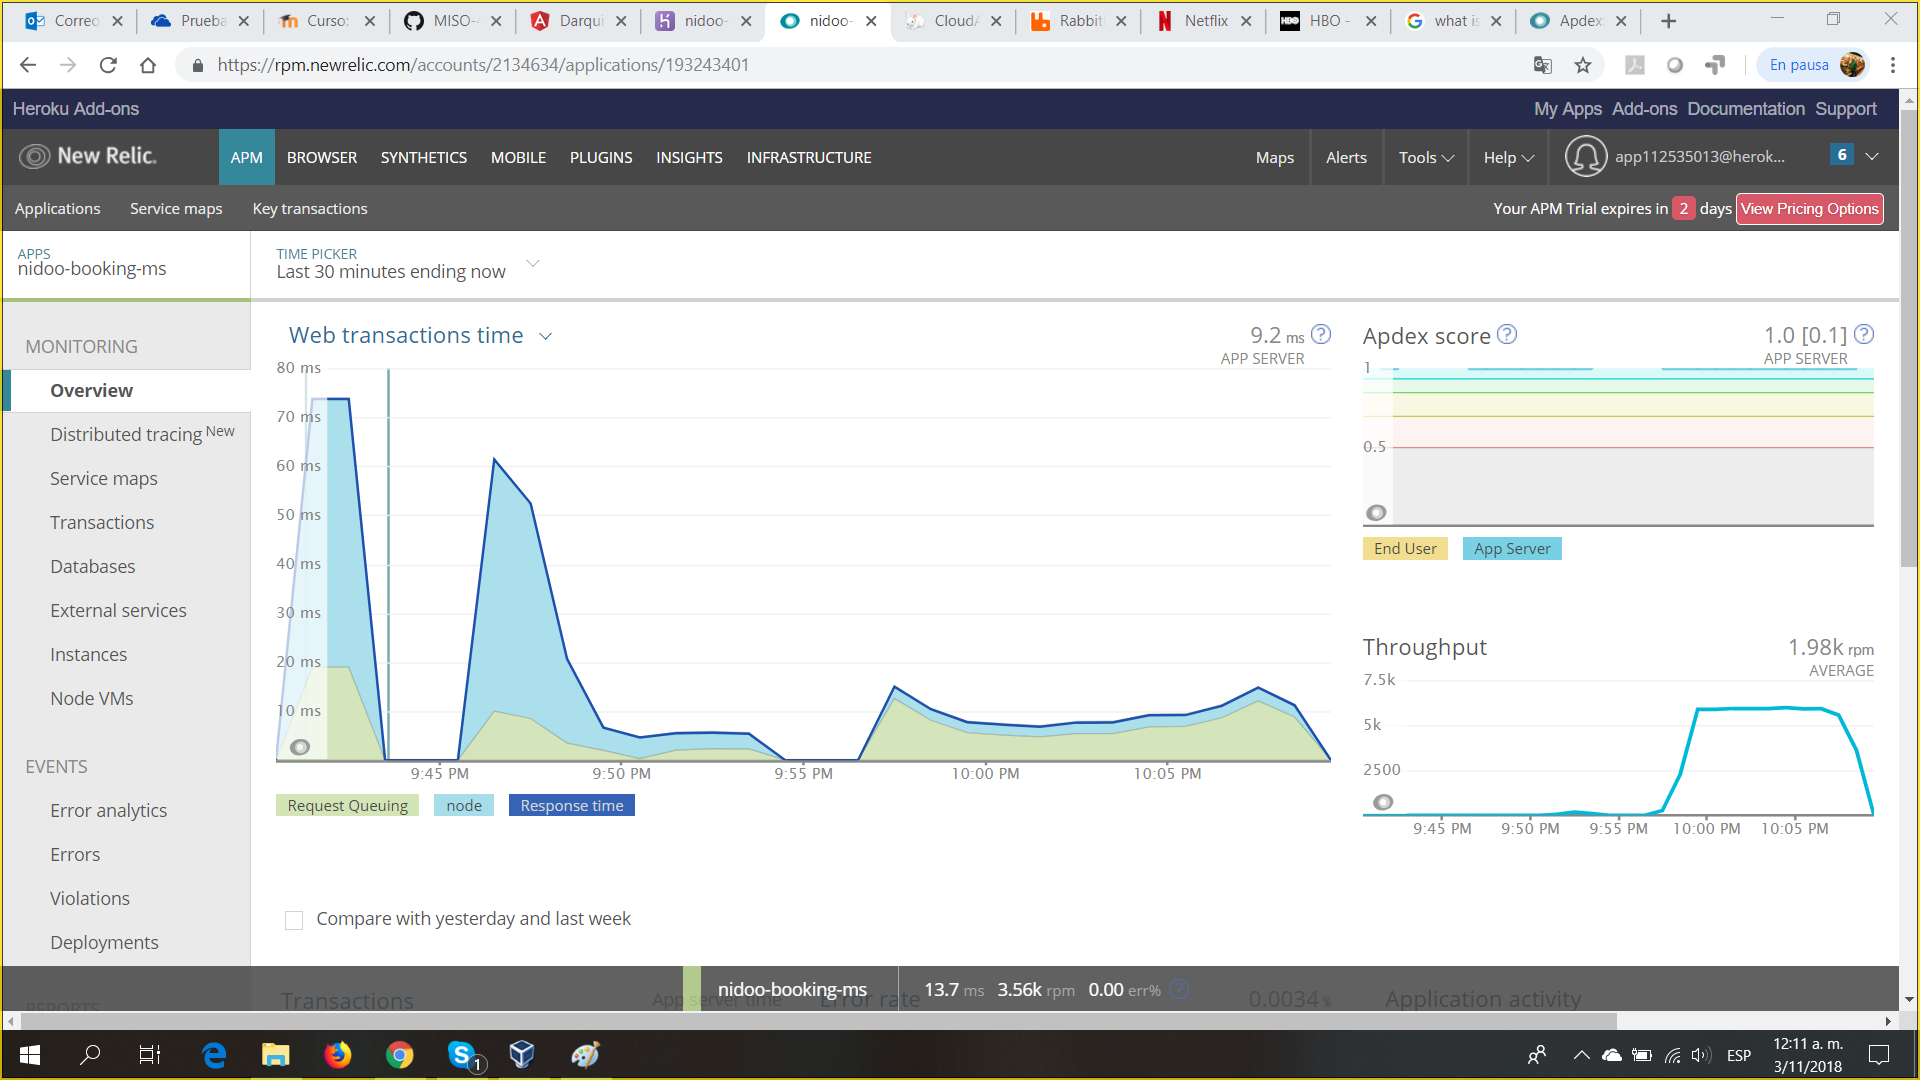 Correo
Prueba
Curso:
MISO-
Darqui
nidoo-
nidoo-
CloudA
Rabbit
Netflix
HBO -
what is
Apdex:
https://rpm.newrelic.com/accounts/2134634/applications/193243401
En pausa
Heroku Add-ons
My Apps Add-ons Documentation Support
New Relic.
APM BROWSER SYNTHETICS MOBILE PLUGINS INSIGHTS INFRASTRUCTURE
Maps Alerts Tools Help app112535013@herok... 6
Applications Service maps Key transactions
Your APM Trial expires in 2 days View Pricing Options
APPS
nidoo-booking-ms
TIME PICKER
Last 30 minutes ending now
MONITORING
Overview
Distributed tracing New
Service maps
Transactions
Databases
External services
Instances
Node VMs
EVENTS
Error analytics
Errors
Violations
Deployments
REPORTS
Web transactions time
9.2 ms
APP SERVER
80 ms
70 ms
60 ms
50 ms
40 ms
30 ms
20 ms
10 ms
9:45 PM 9:50 PM 9:55 PM 10:00 PM 10:05 PM
Request Queuing node Response time
Compare with yesterday and last week
Apdex score
1.0 [0.1]
APP SERVER
1
0.5
End User App Server
Throughput
1.98k rpm
AVERAGE
7.5k
5k
2500
9:45 PM 9:50 PM 9:55 PM 10:00 PM 10:05 PM
Transactions App server time Error rate 0.0034 % Application activity
nidoo-booking-ms 13.7 ms 3.56k rpm 0.00 err%
1
ESP
12:11 a. m.
3/11/2018